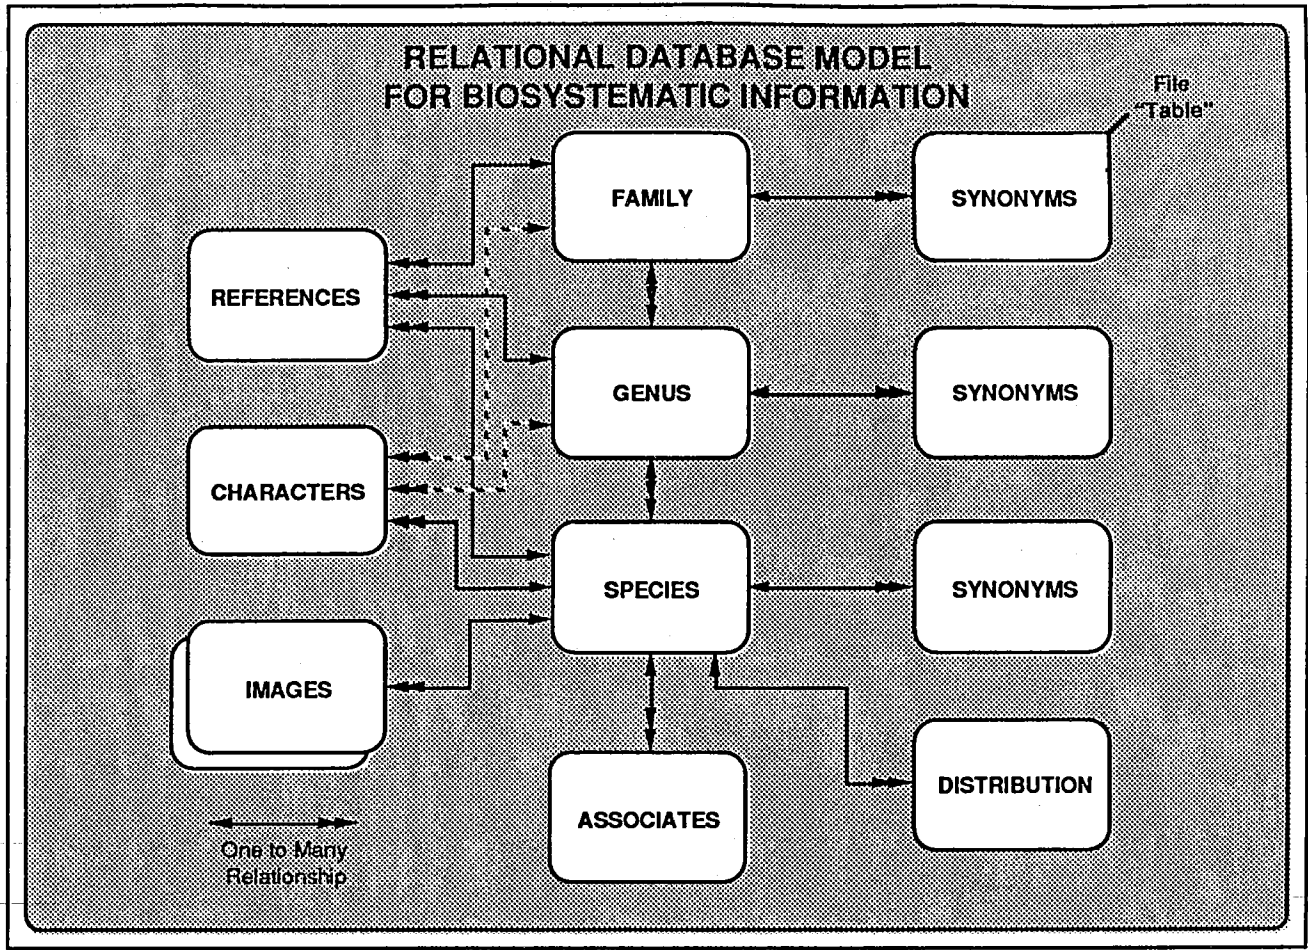 RELATIONAL DATABASE MODEL
FOR BIOSYSTEMATIC INFORMATION
File
"Table"
FAMILY
SYNONYMS
REFERENCES
GENUS
SYNONYMS
CHARACTERS
SPECIES
SYNONYMS
IMAGES
DISTRIBUTION
ASSOCIATES
One to Many
Relationship